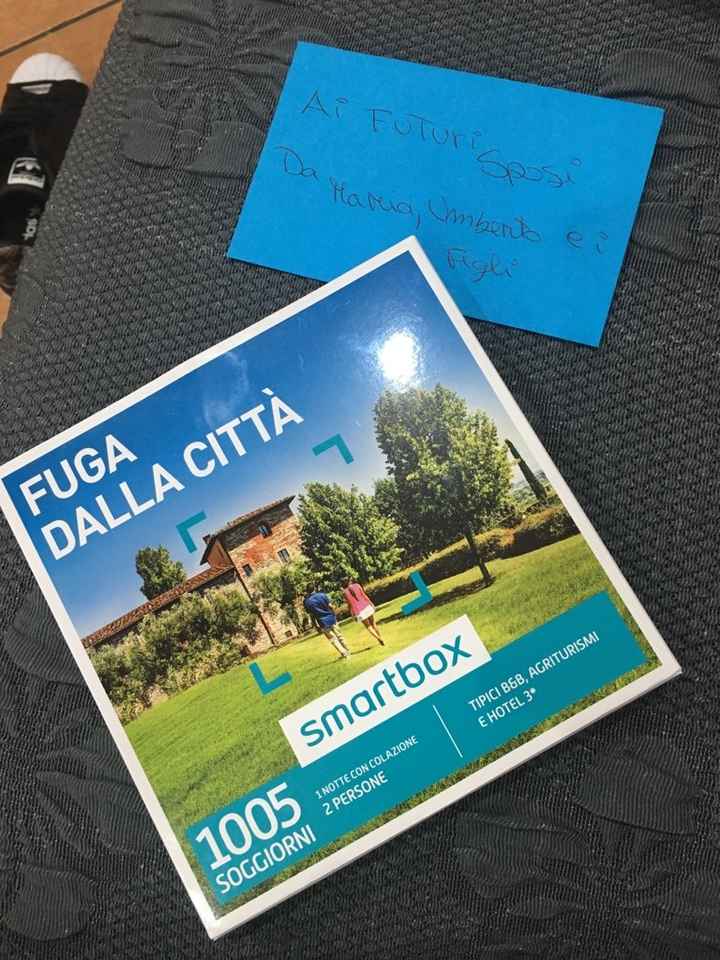 Ai Futuri
Sposi
Da Maria, Umberto e i
Figli
FUGA
DALLA CITTÀ
smartbox
1005
SOGGIORNI
1 NOTTE CON COLAZIONE
2 PERSONE
TIPICI B&B, AGRITURISMI
E HOTEL 3*